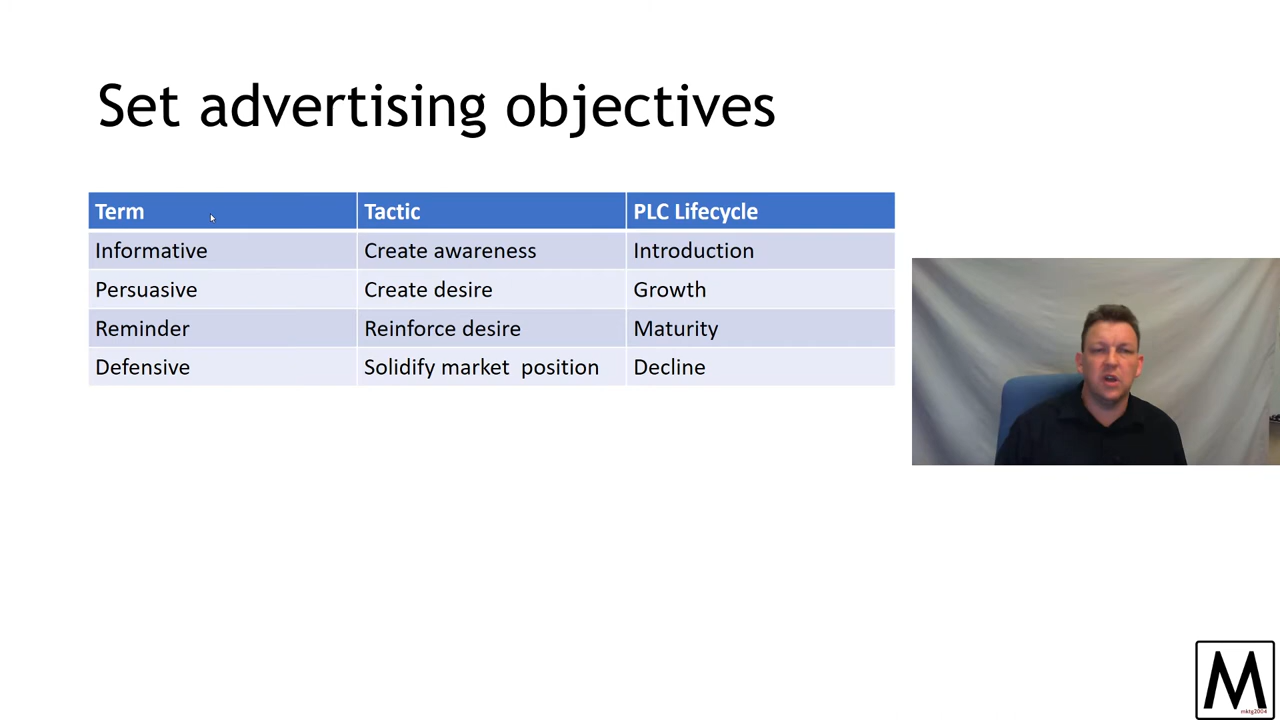 Set advertising objectives
Term Tactic PLC Lifecycle
Informative Create awareness Introduction
Persuasive Create desire Growth
Reminder Reinforce desire Maturity
Defensive Solidify market position Decline
M
mktg2004